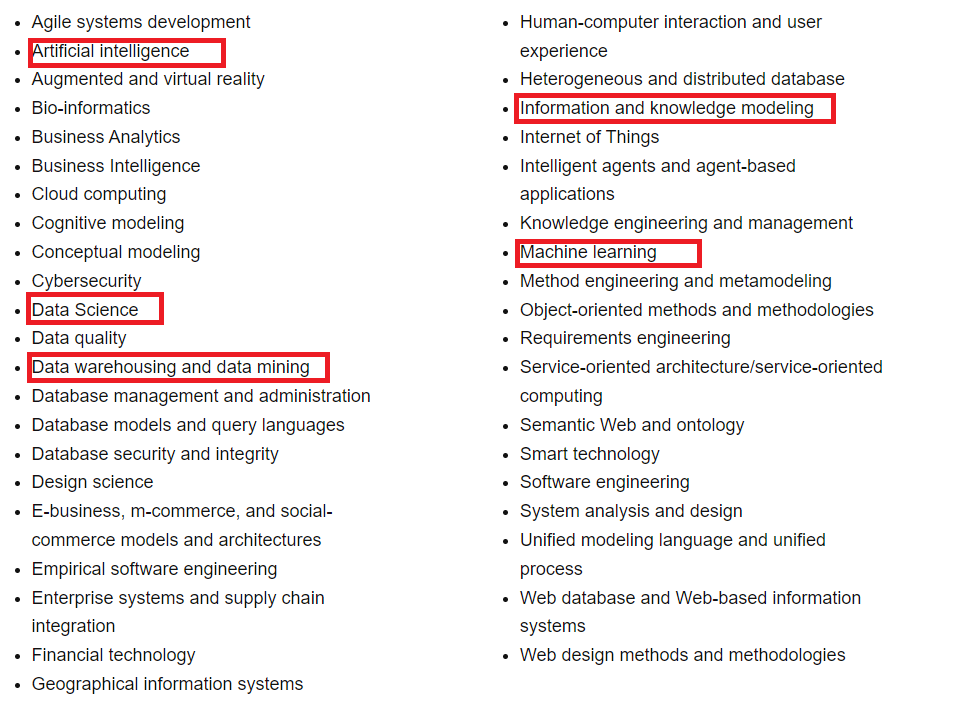 Agile systems development
Artificial intelligence
Augmented and virtual reality
Bio-informatics
Business Analytics
Business Intelligence
Cloud computing
Cognitive modeling
Conceptual modeling
Cybersecurity
Data Science
Data quality
Data warehousing and data mining
Database management and administration
Database models and query languages
Database security and integrity
Design science
E-business, m-commerce, and social-
commerce models and architectures
Empirical software engineering
Enterprise systems and supply chain
integration
Financial technology
Geographical information systems
Human-computer interaction and user
experience
Heterogeneous and distributed database
Information and knowledge modeling
Internet of Things
Intelligent agents and agent-based
applications
Knowledge engineering and management
Machine learning
Method engineering and metamodeling
Object-oriented methods and methodologies
Requirements engineering
Service-oriented architecture/service-oriented
computing
Semantic Web and ontology
Smart technology
Software engineering
System analysis and design
Unified modeling language and unified
process
Web database and Web-based information
systems
Web design methods and methodologies